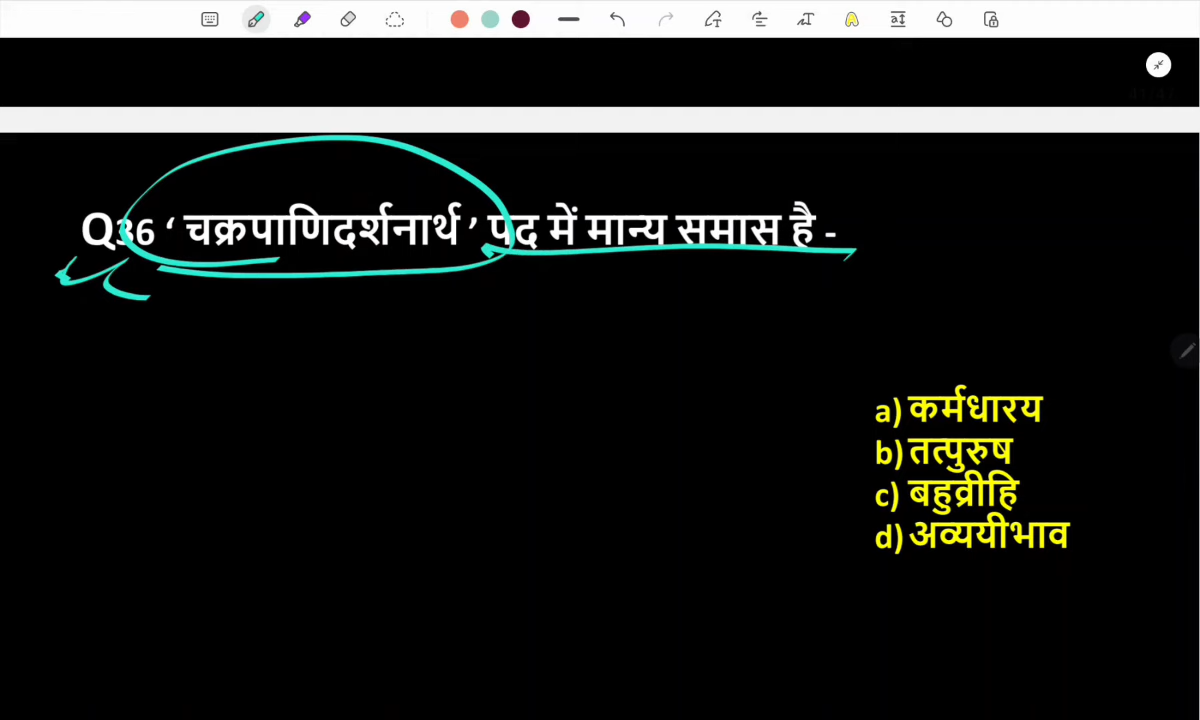 Q36 ‘ चक्रपाणिदर्शनार्थ ’ पद में मान्य समास है -
a) कर्मधारय
b) तत्पुरुष
c) बहुव्रीहि
d) अव्ययीभाव